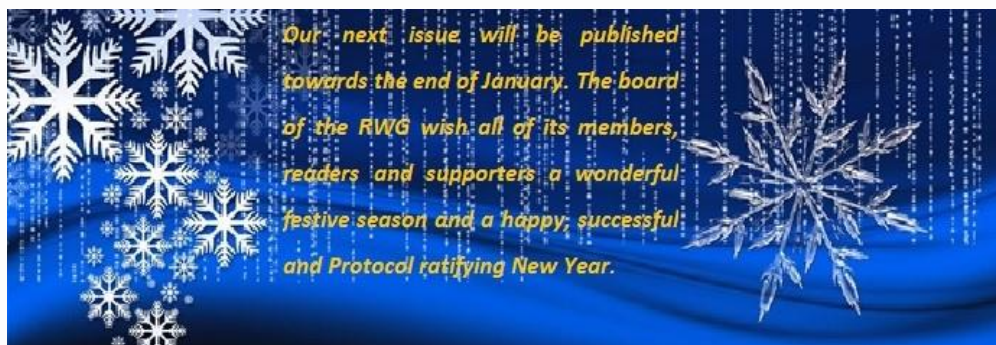 Our next issue will be published
towards the end of January. The board
of the RWG wish all of its members,
readers and supporters a wonderful
festive season and a happy, successful
and Protocol ratifying New Year.